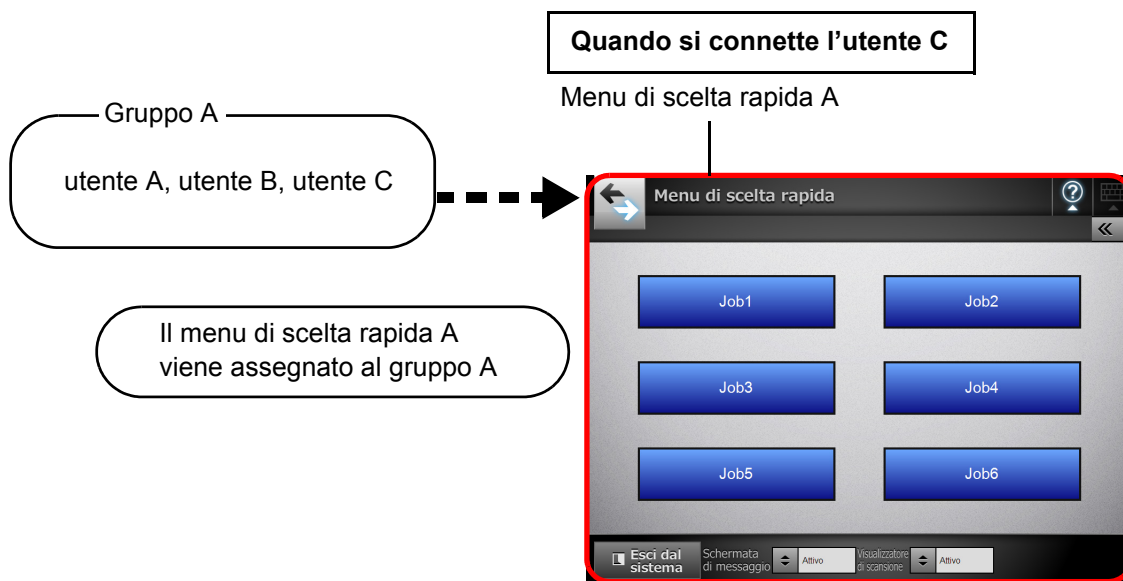 Quando si connette l’utente C
Menu di scelta rapida A
Gruppo A
utente A, utente B, utente C
Menu di scelta rapida
?
Job1
Job2
Il menu di scelta rapida A
viene assegnato al gruppo A
Job3
Job4
Job5
Job6
Esci dal
sistema
Schermata
di messaggio
Attivo
Visualizzatore
di scansione
Attivo